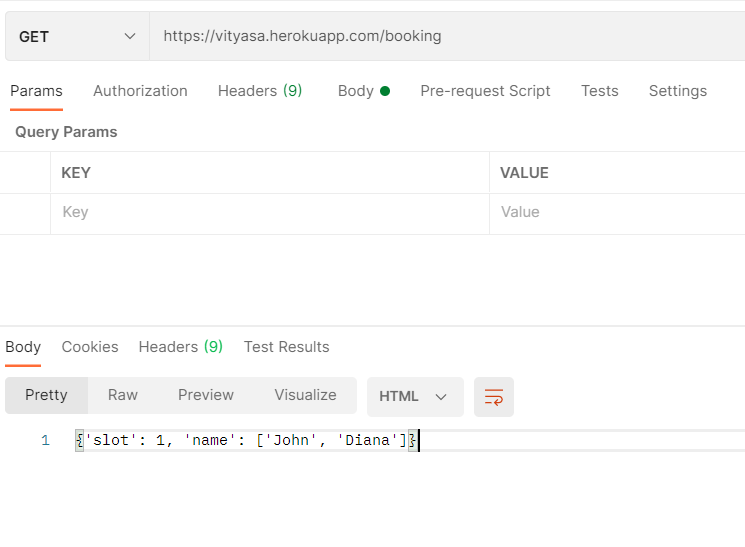 GET https://vityasa.herokuapp.com/booking
Params Authorization Headers (9) Body Pre-request Script Tests Settings
Query Params
KEY VALUE
Key Value
Body Cookies Headers (9) Test Results
Pretty Raw Preview Visualize HTML
1 {'slot': 1, 'name': ['John', 'Diana']}